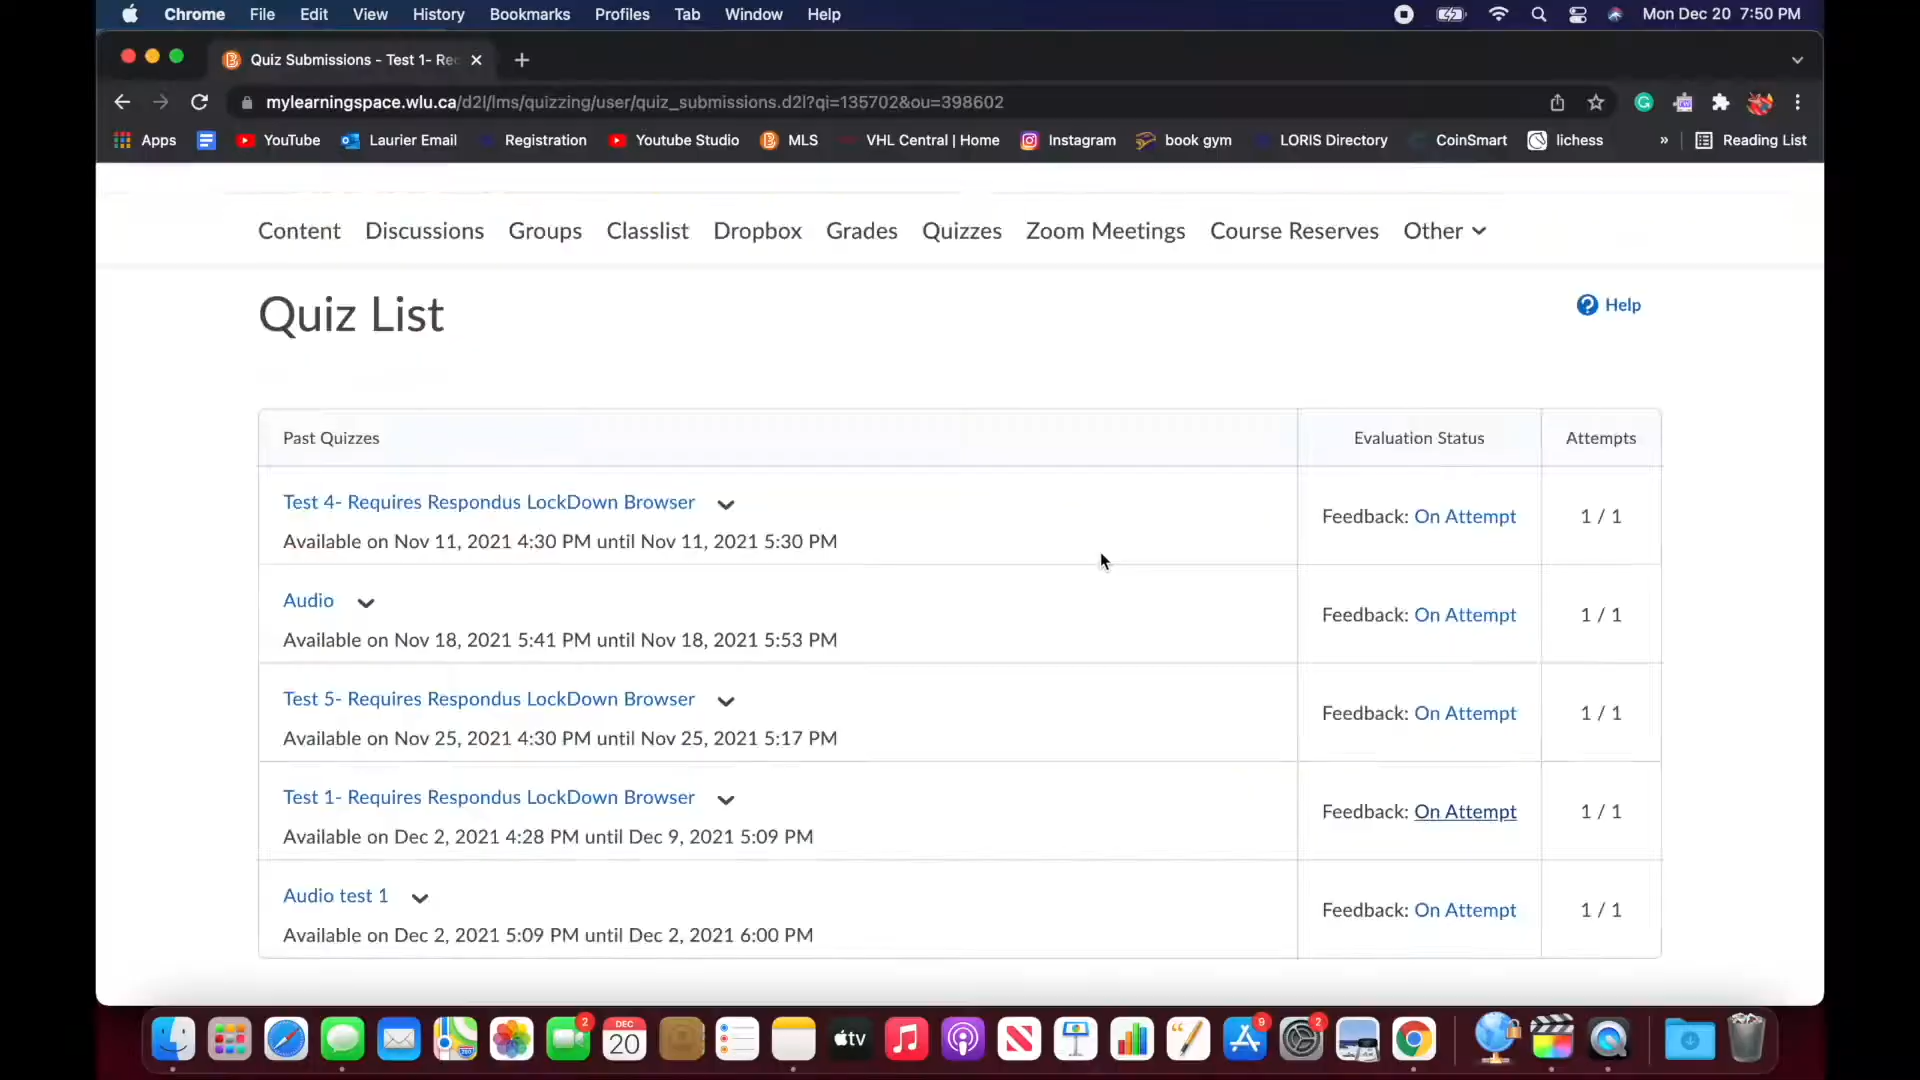 Chrome File Edit View History Bookmarks Profiles Tab Window Help Mon Dec 20 7:50 PM
Quiz Submissions - Test 1- Re
mylearningspace.wlu.ca/d2l/lms/quizzing/user/quiz_submissions.d2l?qi=135702&ou=398602
Apps YouTube Laurier Email Registration Youtube Studio MLS VHL Central | Home Instagram book gym LORIS Directory CoinSmart lichess » Reading List
Content Discussions Groups Classlist Dropbox Grades Quizzes Zoom Meetings Course Reserves Other
Quiz List
Help
Past Quizzes Evaluation Status Attempts
Test 4- Requires Respondus LockDown Browser
Available on Nov 11, 2021 4:30 PM until Nov 11, 2021 5:30 PM
Feedback: On Attempt 1 / 1
Audio
Available on Nov 18, 2021 5:41 PM until Nov 18, 2021 5:53 PM
Feedback: On Attempt 1 / 1
Test 5- Requires Respondus LockDown Browser
Available on Nov 25, 2021 4:30 PM until Nov 25, 2021 5:17 PM
Feedback: On Attempt 1 / 1
Test 1- Requires Respondus LockDown Browser
Available on Dec 2, 2021 4:28 PM until Dec 9, 2021 5:09 PM
Feedback: On Attempt 1 / 1
Audio test 1
Available on Dec 2, 2021 5:09 PM until Dec 2, 2021 6:00 PM
Feedback: On Attempt 1 / 1
2 DEC 20 tv 9 2